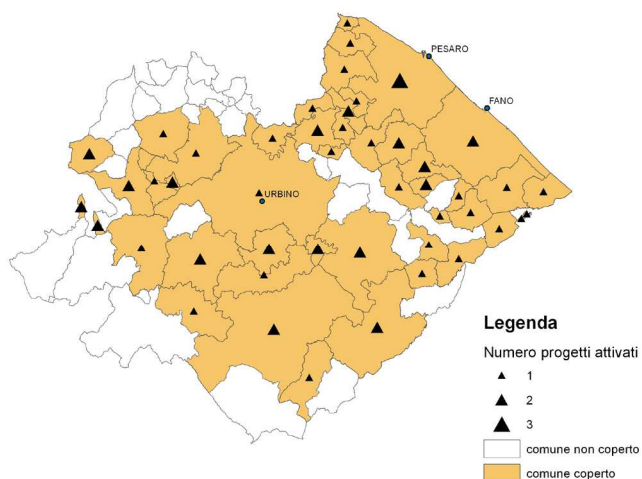 PESARO
FANO
URBINO
Legenda
Numero progetti attivati
1
2
3
comune non coperto
comune coperto